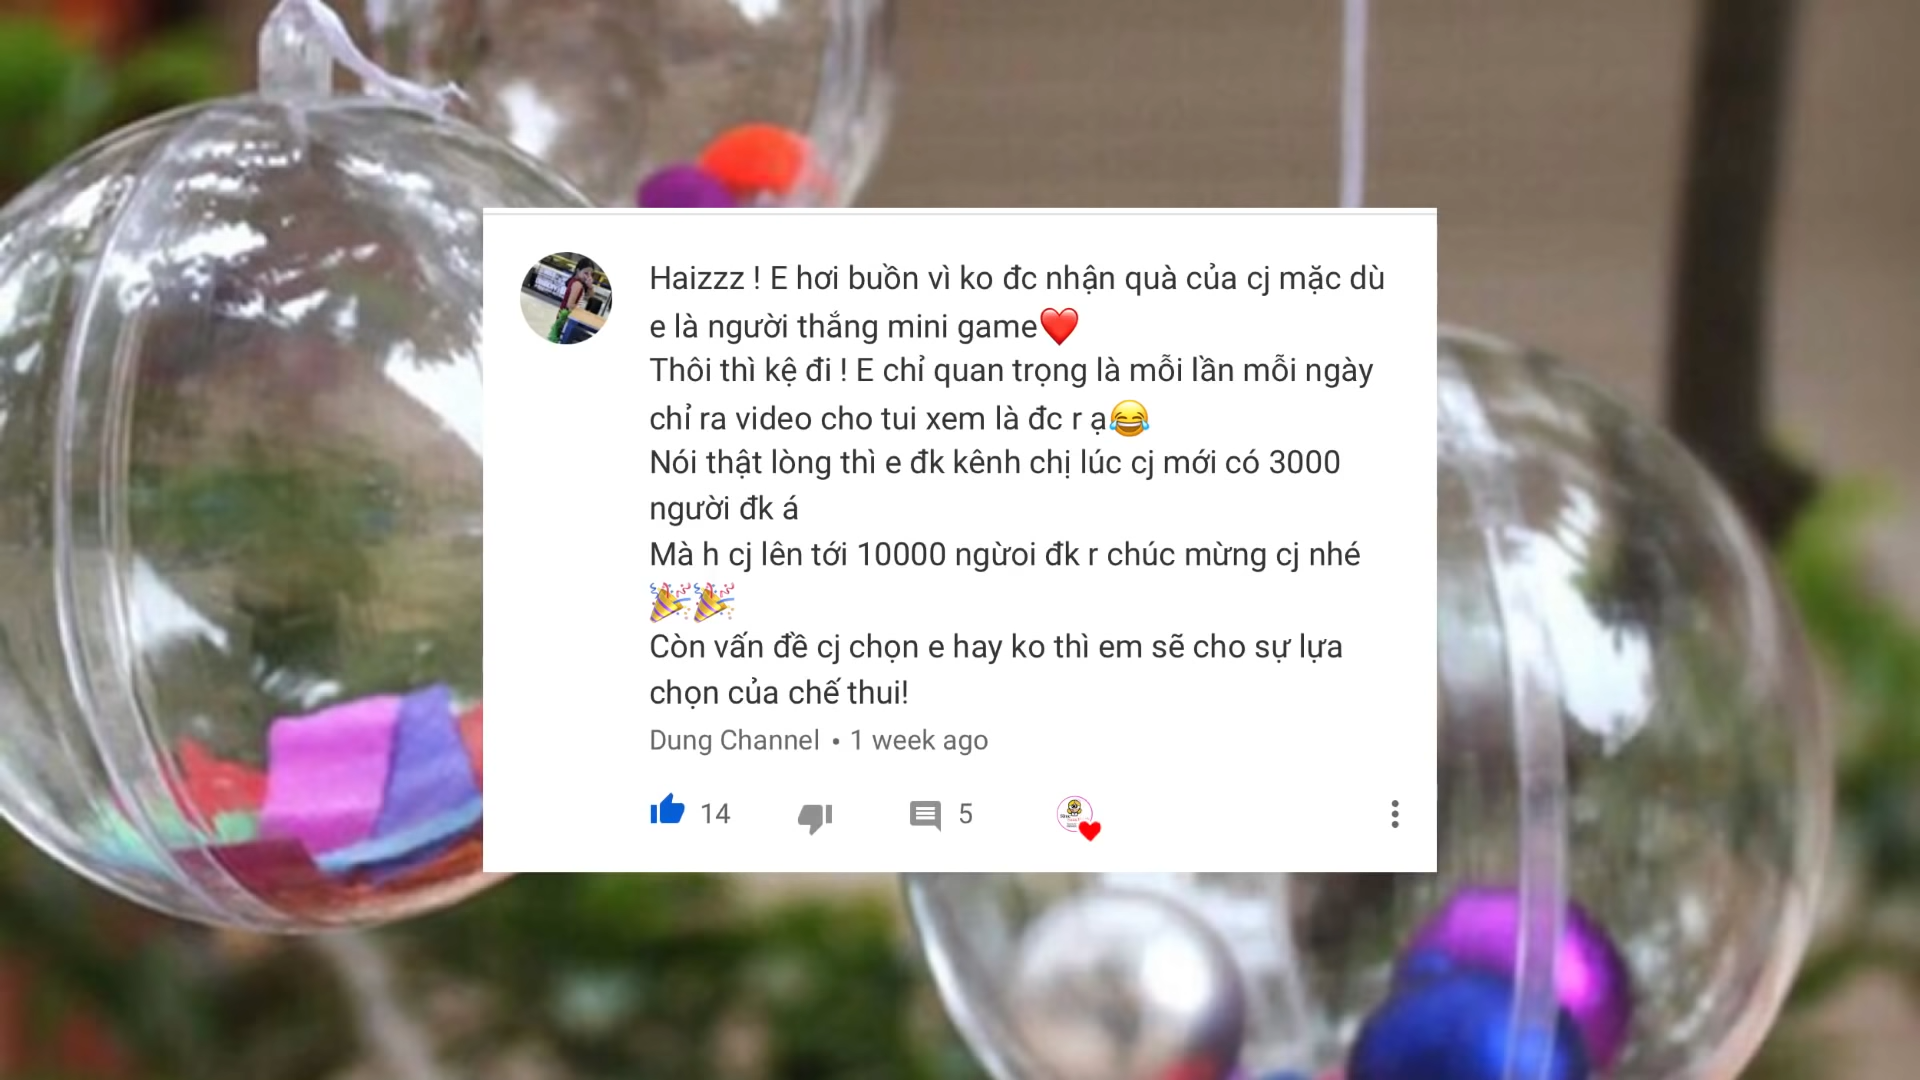 Haizzz ! E hơi buồn vì ko đc nhận quà của cj mặc dù
e là người thắng mini game❤️
Thôi thì kệ đi ! E chỉ quan trọng là mỗi lần mỗi ngày
chỉ ra video cho tui xem là đc r ạ😂
Nói thật lòng thì e đk kênh chị lúc cj mới có 3000
người đk á
Mà h cj lên tới 10000 ngừoi đk r chúc mừng cj nhé
🎉🎉
Còn vấn đề cj chọn e hay ko thì em sẽ cho sự lựa
chọn của chế thui!
Dung Channel • 1 week ago
14 5